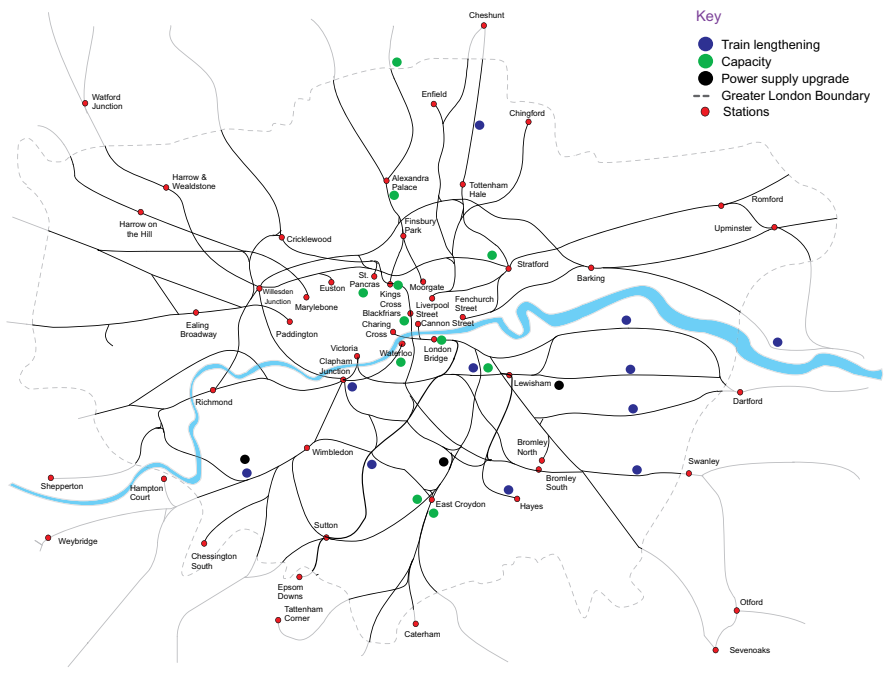 Cheshunt
Key
Train lengthening
Capacity
Power supply upgrade
Greater London Boundary
Stations
Watford
Junction
Enfield
Chingford
Harrow &
Wealdstone
Alexandra
Palace
Tottenham
Hale
Romford
Harrow on
the Hill
Finsbury
Park
Upminster
Cricklewood
Stratford
Barking
St.
Pancras
Euston
Willesden
Junction
Kings
Cross
Moorgate
Marylebone
Liverpool
Street
Fenchurch
Street
Blackfriars
Ealing
Broadway
Paddington
Charing
Cross
Cannon Street
Victoria
Waterloo
London
Bridge
Clapham
Junction
Lewisham
Richmond
Dartford
Wimbledon
Bromley
North
Swanley
Shepperton
Hampton
Court
Bromley
South
East Croydon
Hayes
Sutton
Weybridge
Chessington
South
Epsom
Downs
Tattenham
Corner
Otford
Caterham
Sevenoaks